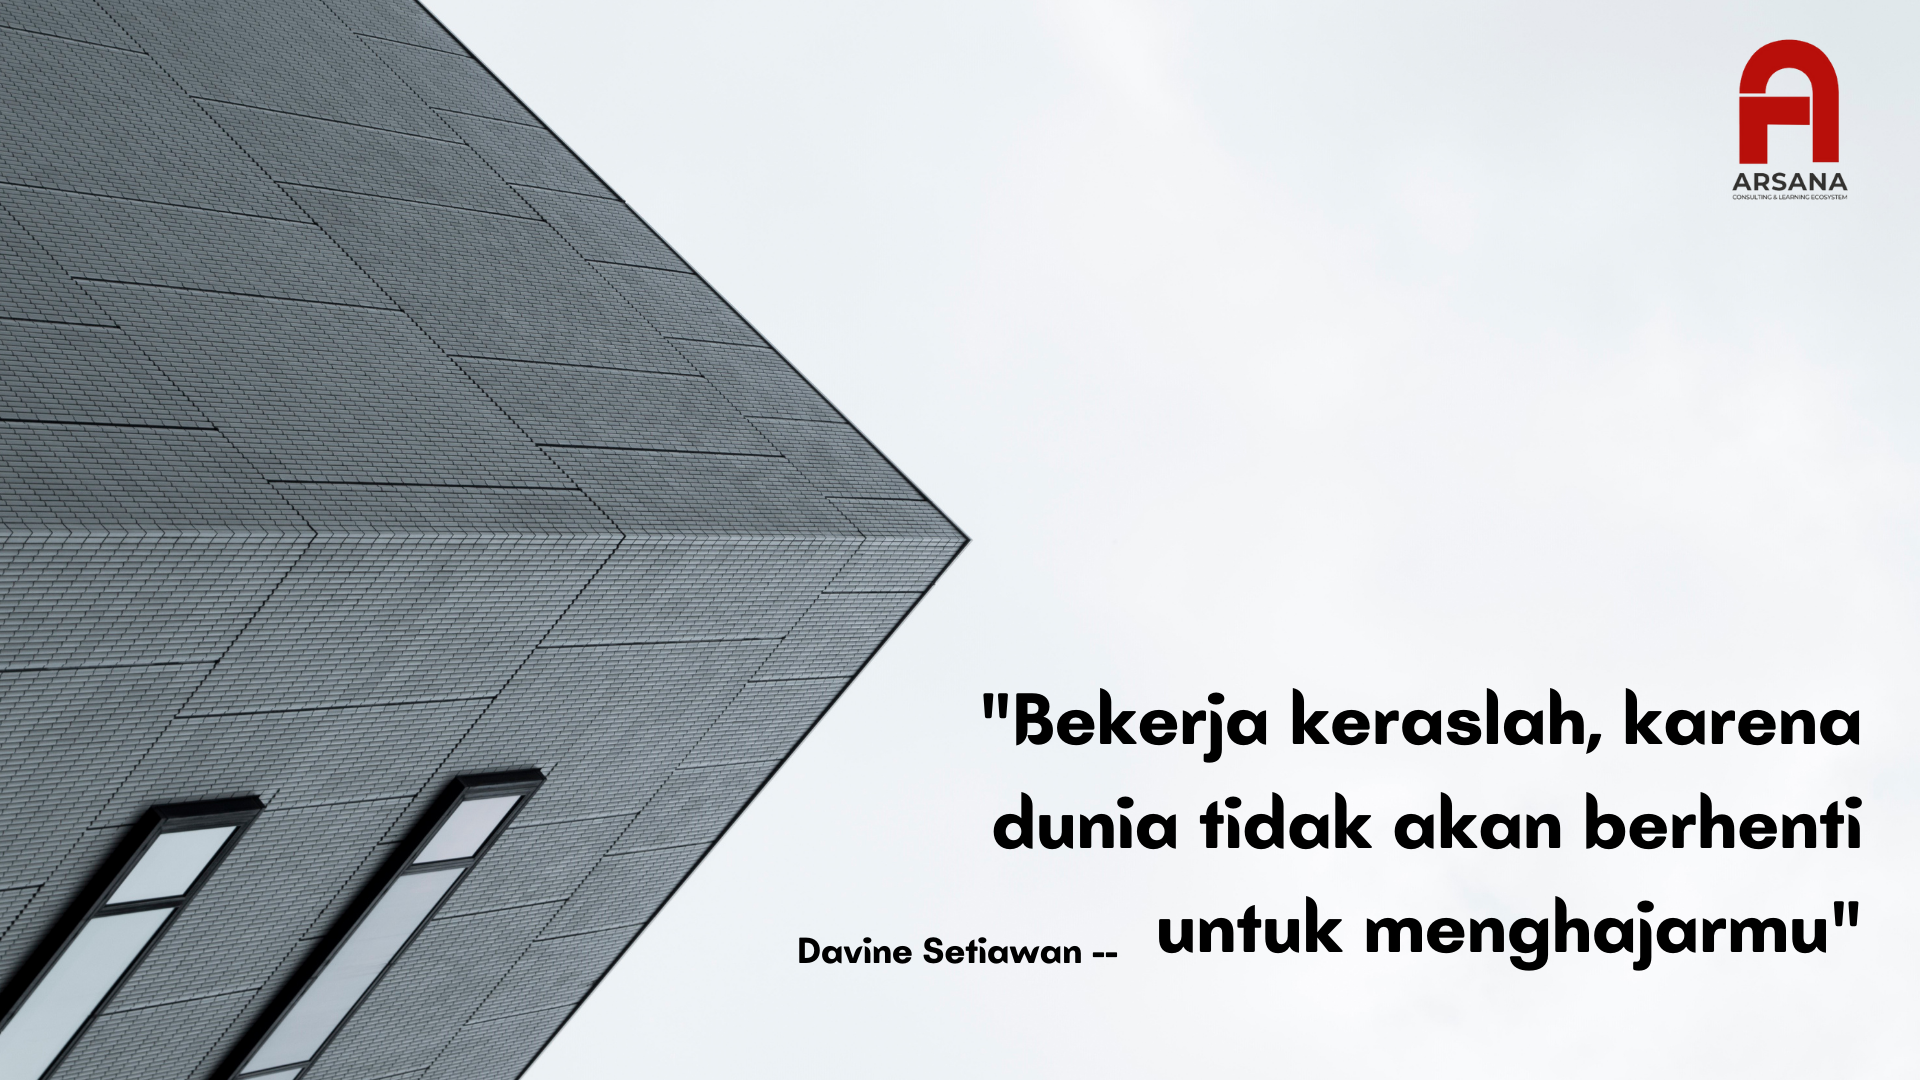 ARSANA
CONSULTING & LEARNING ECOSYSTEM
"Bekerja keraslah, karena
dunia tidak akan berhenti
untuk menghajarmu"
Davine Setiawan --